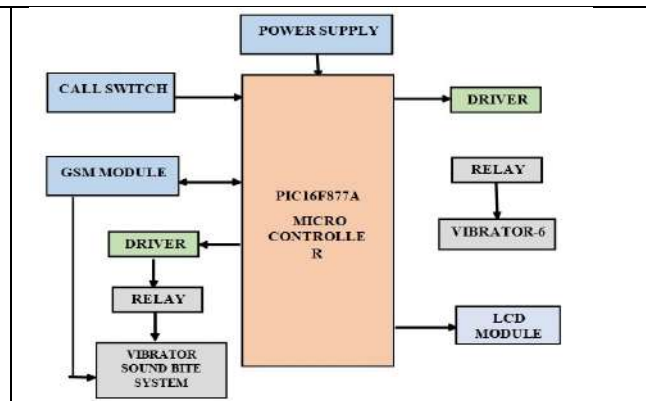 POWER SUPPLY
CALL SWITCH
DRIVER
GSM MODULE
RELAY
PIC16F877A
MICRO
CONTROLLE
R
DRIVER
VIBRATOR-6
RELAY
LCD
MODULE
VIBRATOR
SOUND BITE
SYSTEM